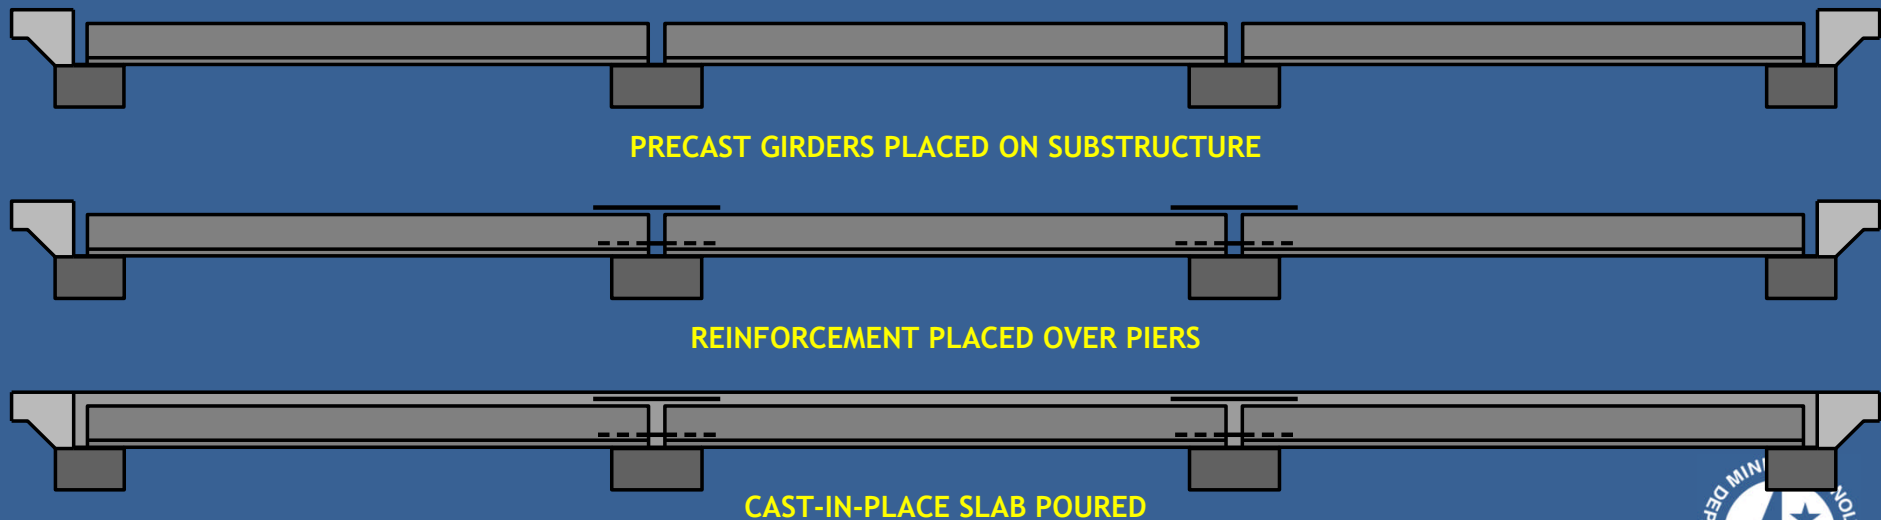 PRECAST GIRDERS PLACED ON SUBSTRUCTURE
REINFORCEMENT PLACED OVER PIERS
CAST-IN-PLACE SLAB POURED